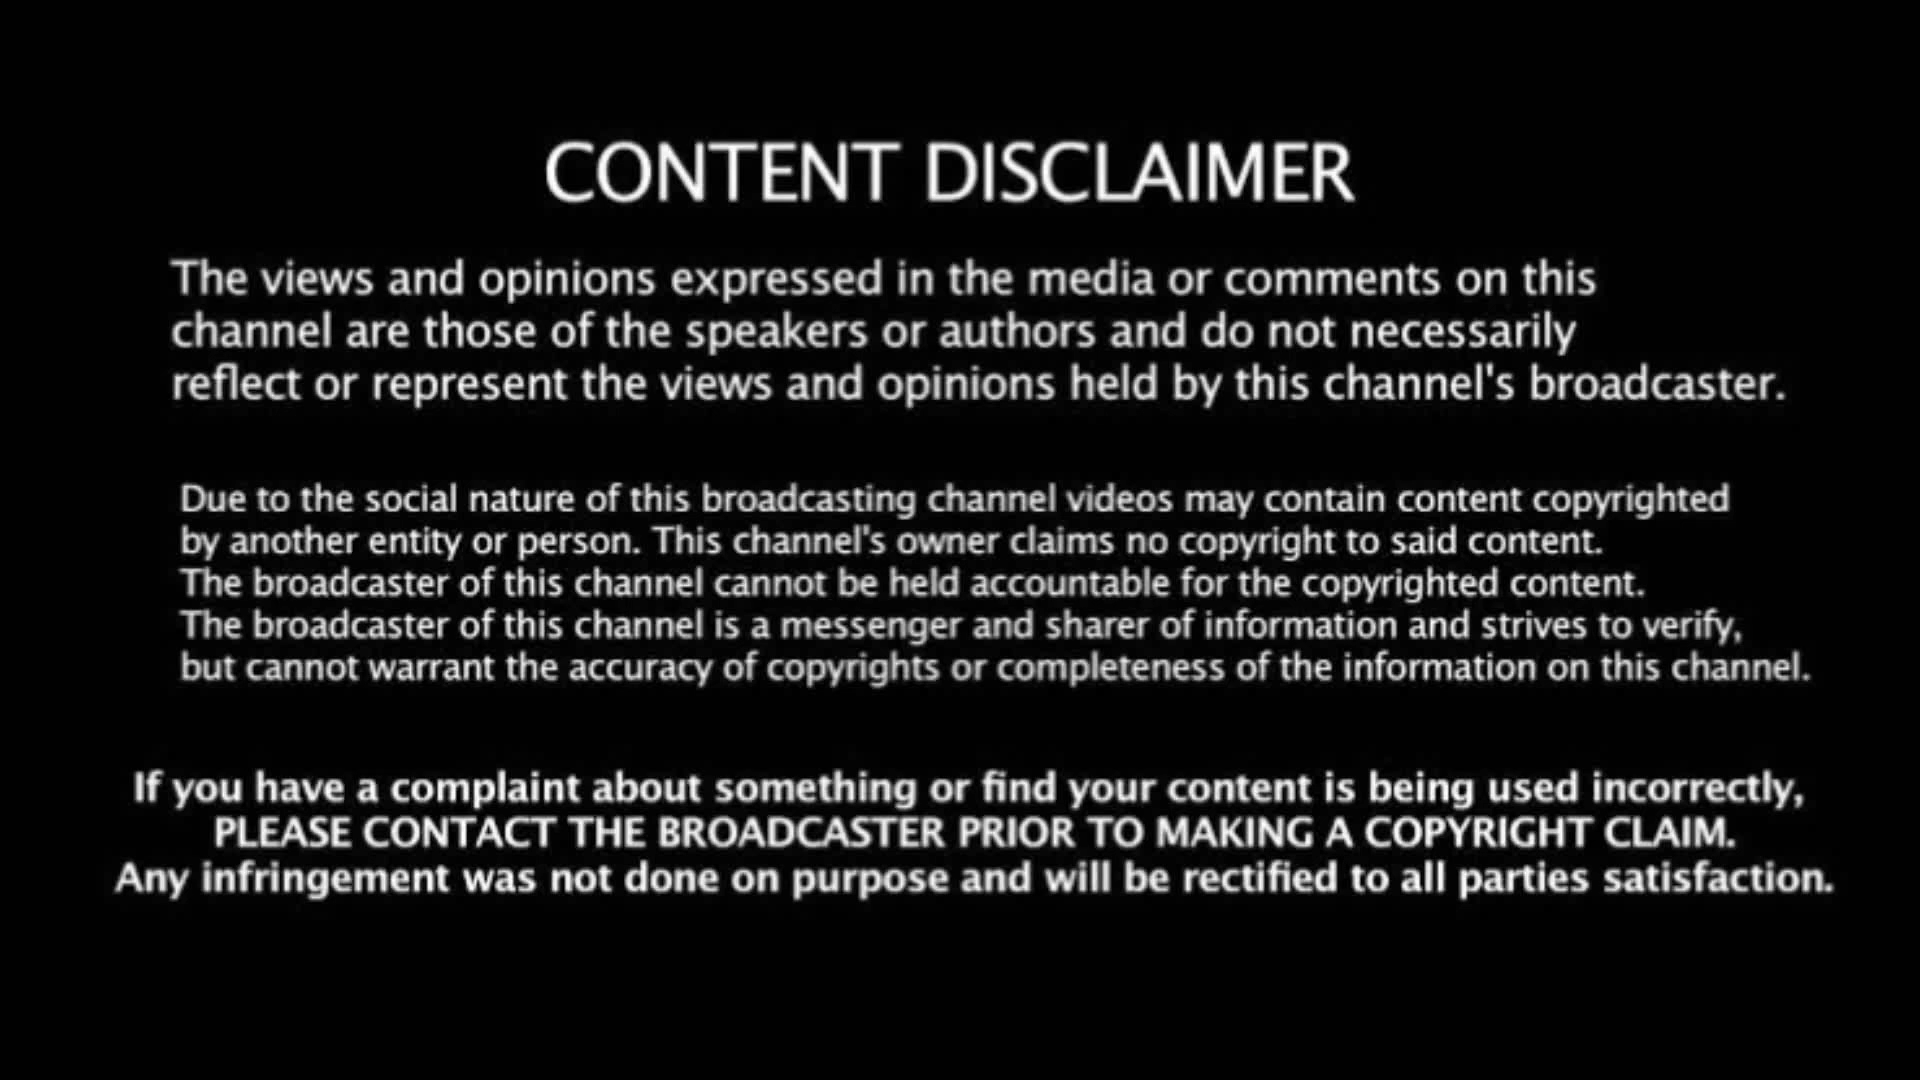 CONTENT DISCLAIMER
The views and opinions expressed in the media or comments on this
channel are those of the speakers or authors and do not necessarily
reflect or represent the views and opinions held by this channel's broadcaster.
Due to the social nature of this broadcasting channel videos may contain content copyrighted
by another entity or person. This channel's owner claims no copyright to said content.
The broadcaster of this channel cannot be held accountable for the copyrighted content.
The broadcaster of this channel is a messenger and sharer of information and strives to verify,
but cannot warrant the accuracy of copyrights or completeness of the information on this channel.
If you have a complaint about something or find your content is being used incorrectly,
PLEASE CONTACT THE BROADCASTER PRIOR TO MAKING A COPYRIGHT CLAIM.
Any infringement was not done on purpose and will be rectified to all parties satisfaction.